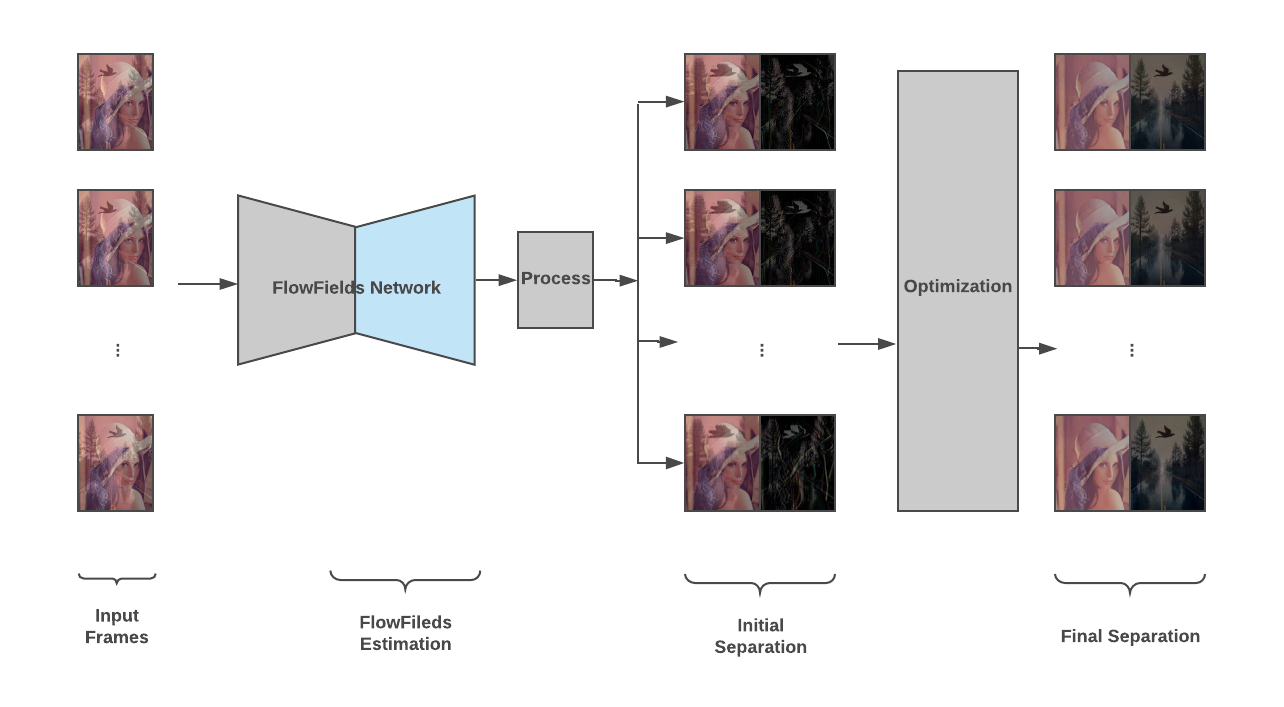 FlowFields Network
Process
Optimization
Input
Frames
FlowFileds
Estimation
Initial
Separation
Final Separation